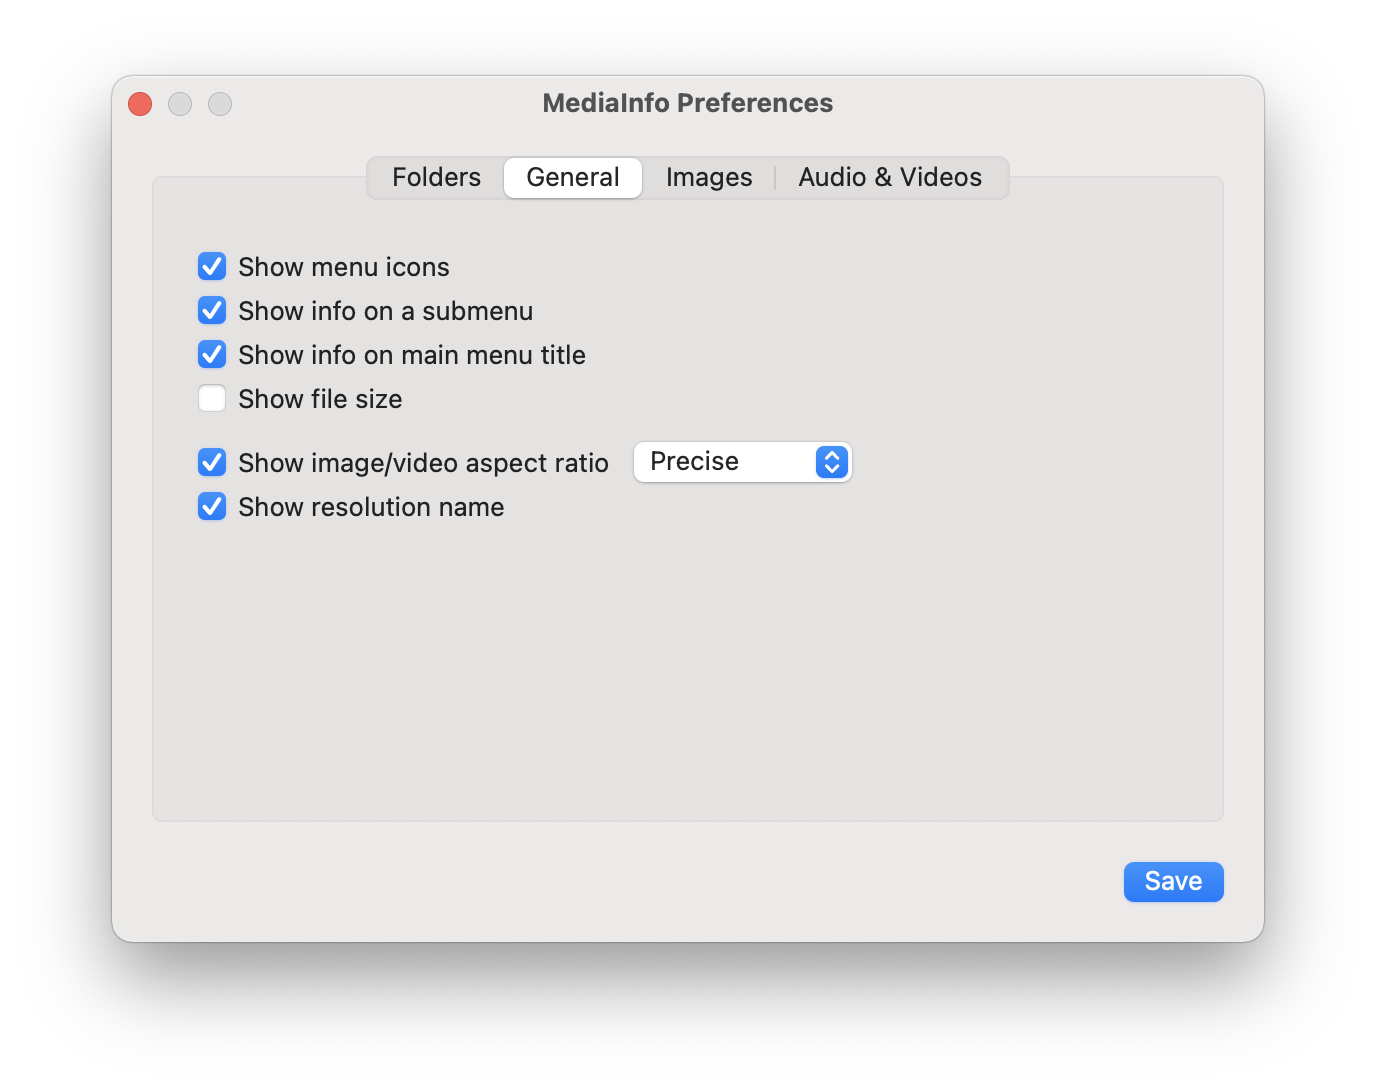 MediaInfo Preferences
Folders General Images Audio & Videos
Show menu icons
Show info on a submenu
Show info on main menu title
Show file size
Show image/video aspect ratio Precise
Show resolution name
Save